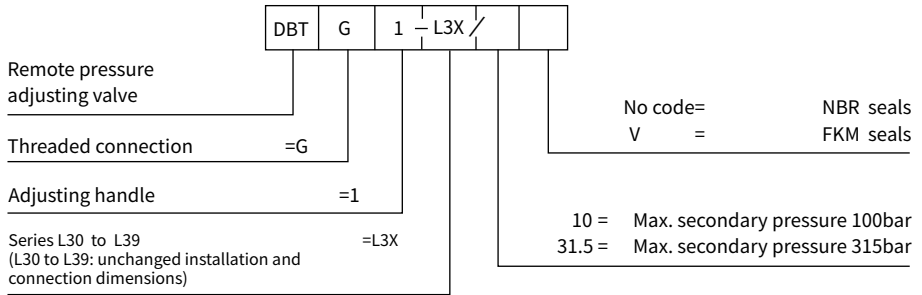 DBT G 1 – L3X /
Remote pressure
adjusting valve
Threaded connection =G
Adjusting handle =1
Series L30 to L39 =L3X
(L30 to L39: unchanged installation and
connection dimensions)
No code= NBR seals
V = FKM seals
10 = Max. secondary pressure 100bar
31.5 = Max. secondary pressure 315bar